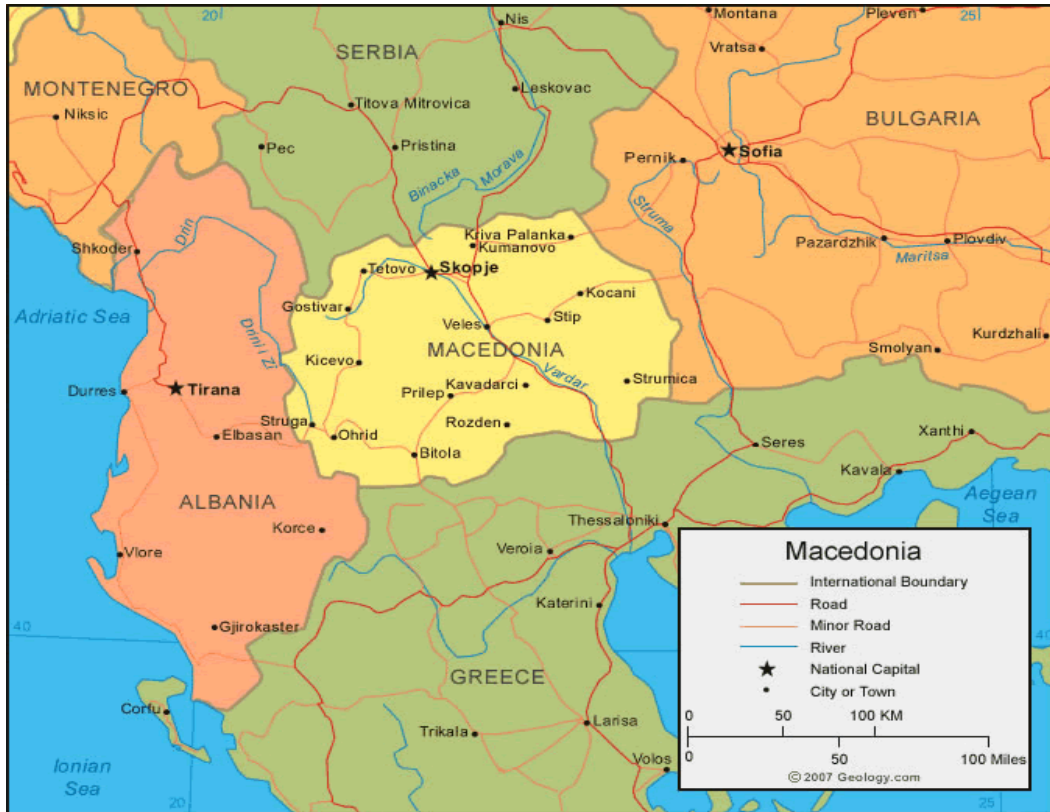 20
25
Montana
Pleven
Nis
SERBIA
Vratsa
MONTENEGRO
Leskovac
Niksic
Titova Mitrovica
BULGARIA
Pec
Pristina
Sofia
Pernik
Binacka
Morava
Struma
Drin
Kriva Palanka
Kumanovo
Shkoder
Pazardzhik
Plovdiv
Maritsa
Tetovo
Skopje
Kocani
Gostivar
Adriatic Sea
Veles
Stip
Kurdzhali
Drini i Zi
Kicevo
MACEDONIA
Smolyan
Vardar
Durres
Tirana
Prilep
Kavadarci
Strumica
Struga
Rozden
Elbasan
Ohrid
Bitola
Seres
Xanthi
Kavala
ALBANIA
Aegean
Sea
Korce
Thessaloniki
Vlore
Veroia
Macedonia
International Boundary
Katerini
Road
Gjirokaster
40
Minor Road
40
River
GREECE
National Capital
City or Town
Corfu
0 50 100 KM
Trikala
Larisa
0 50 100 Miles
Ionian
Sea
Volos
© 2007 Geology.com
20
25